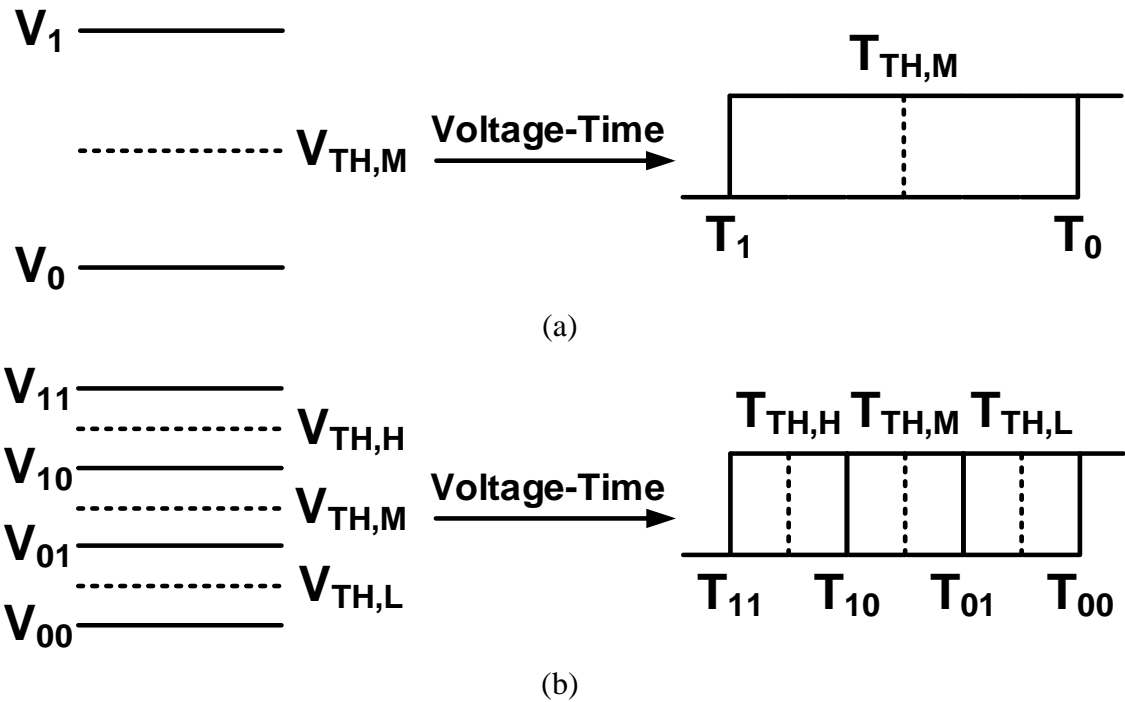 V1
VTH,M
V0
Voltage-Time
TTH,M
T1 T0
(a)
V11
VTH,H
V10
VTH,M
V01
VTH,L
V00
Voltage-Time
TTH,H TTH,M TTH,L
T11 T10 T01 T00
(b)